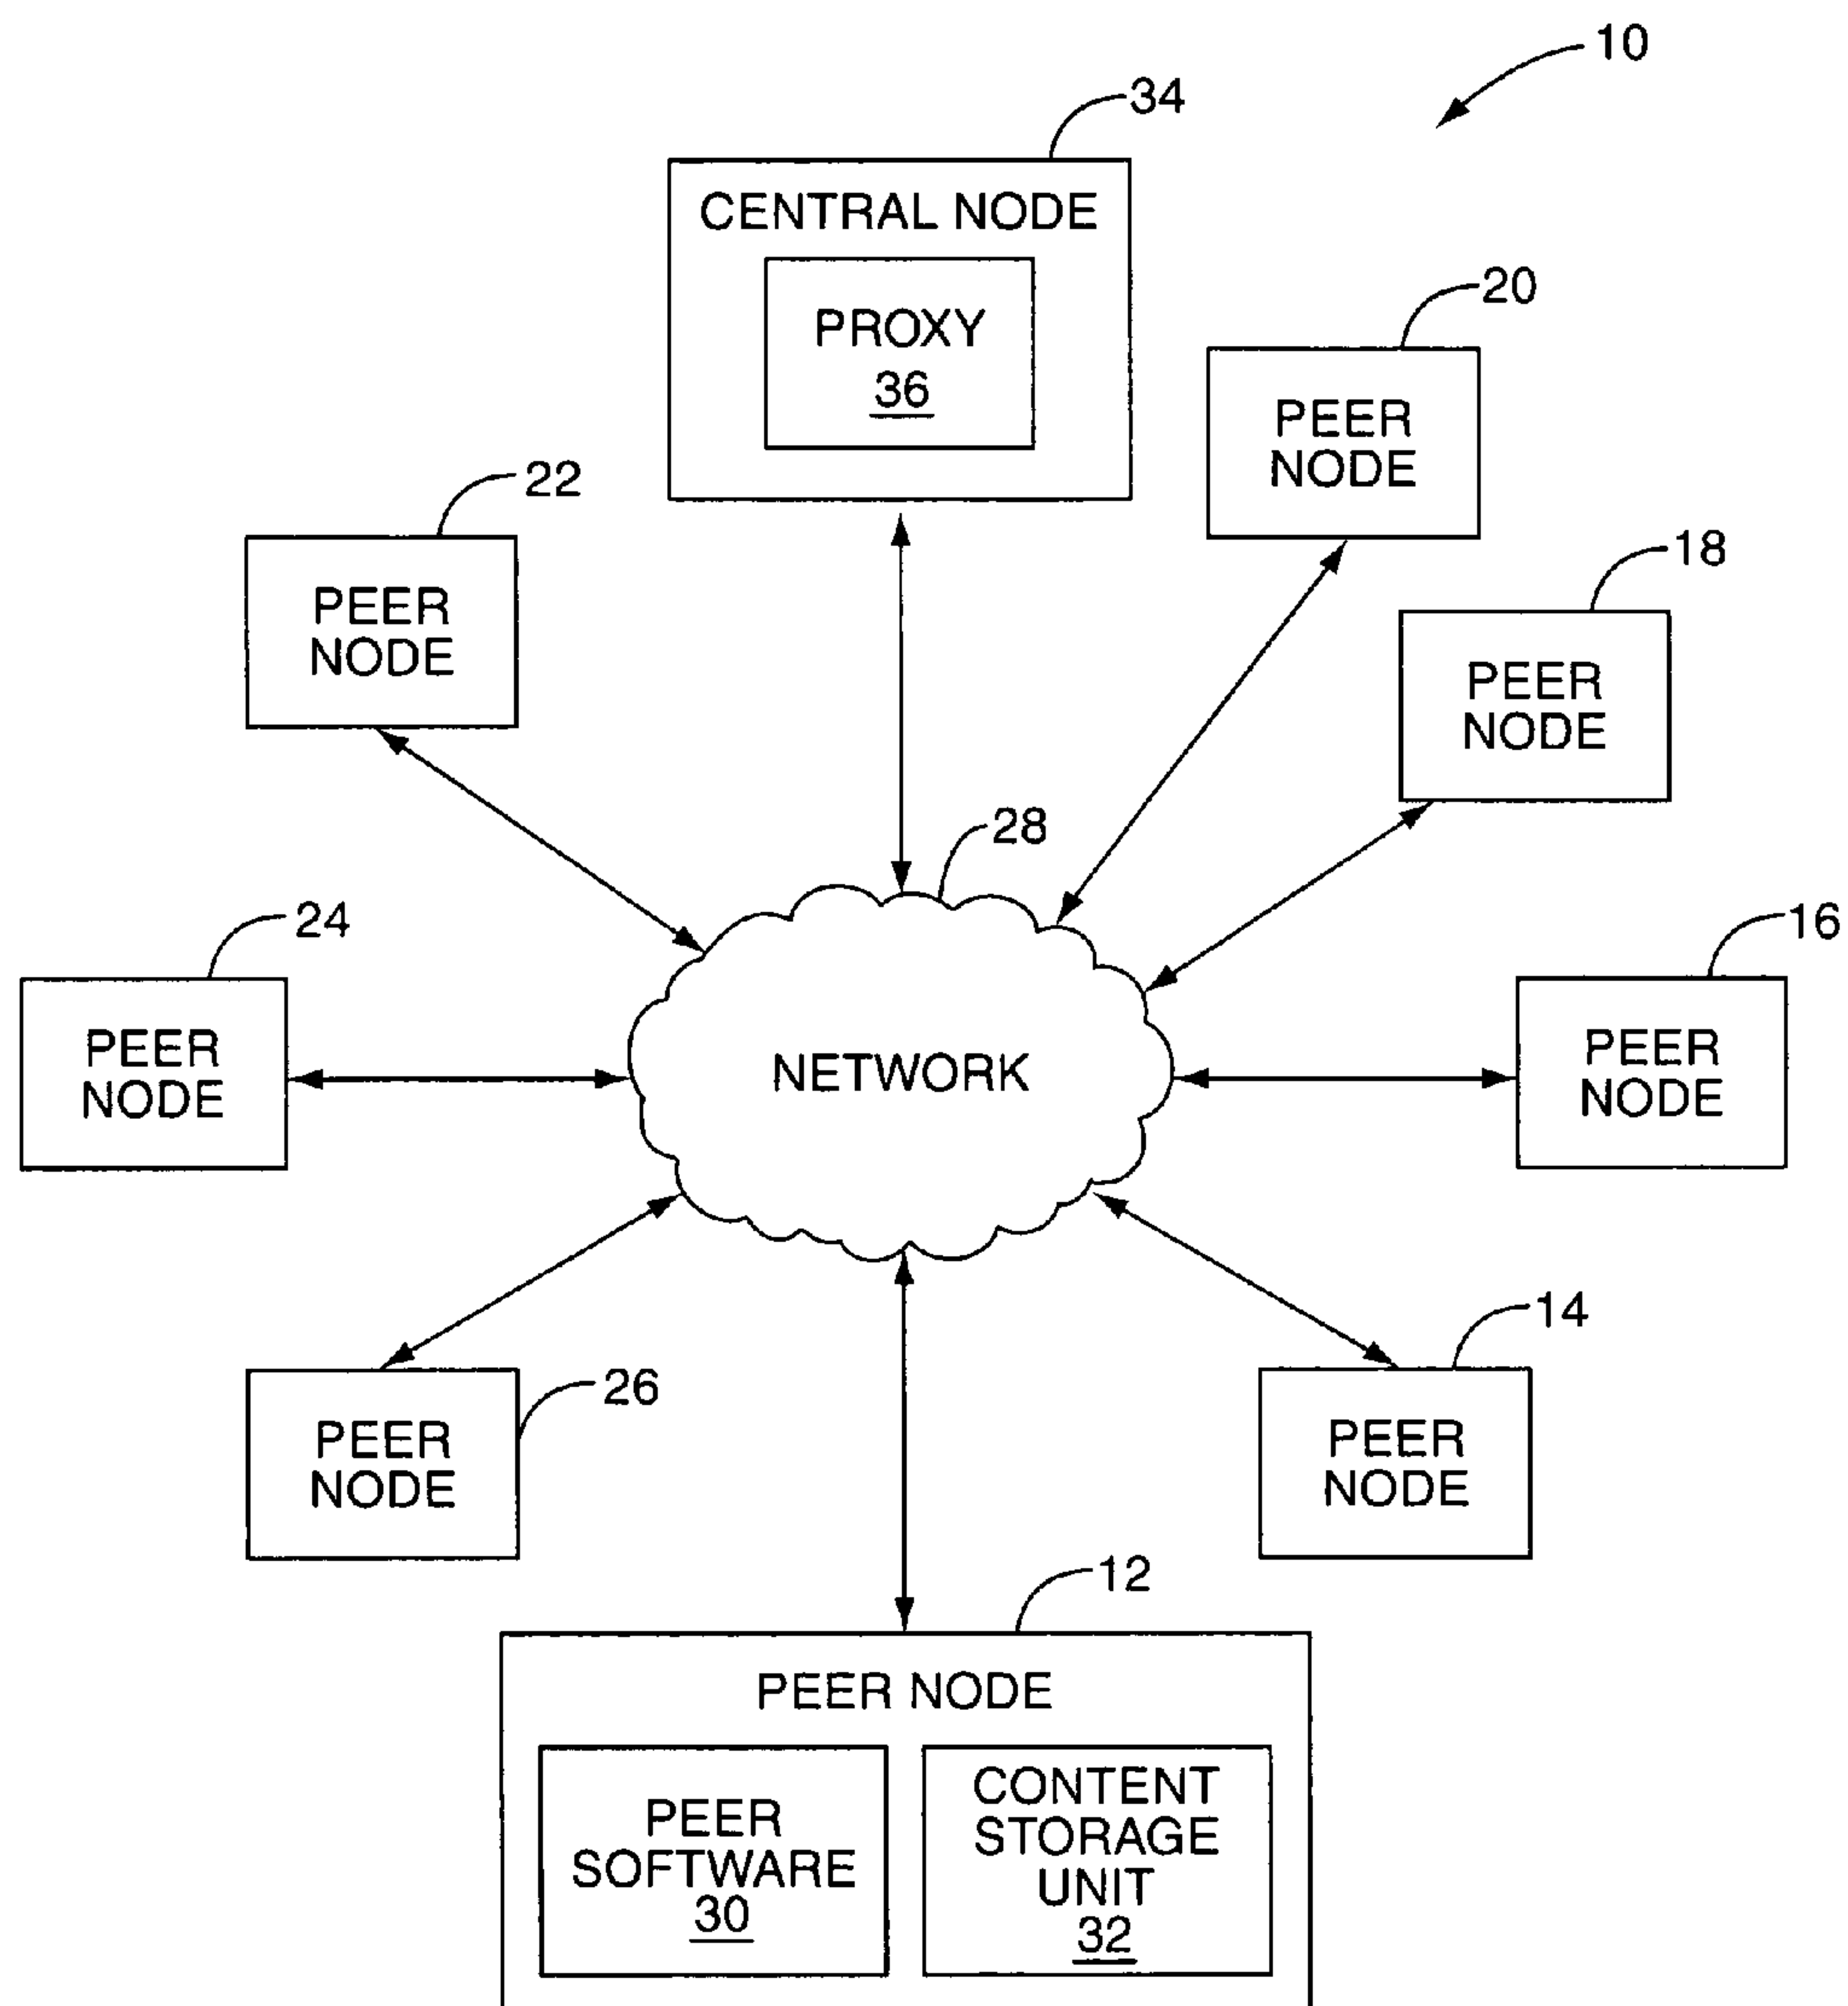 10
34
CENTRAL NODE
PROXY
36
20
PEER
NODE
22
PEER
NODE
18
PEER
NODE
28
NETWORK
24
PEER
NODE
16
PEER
NODE
26
PEER
NODE
14
PEER
NODE
12
PEER NODE
PEER
SOFTWARE
30
CONTENT
STORAGE
UNIT
32